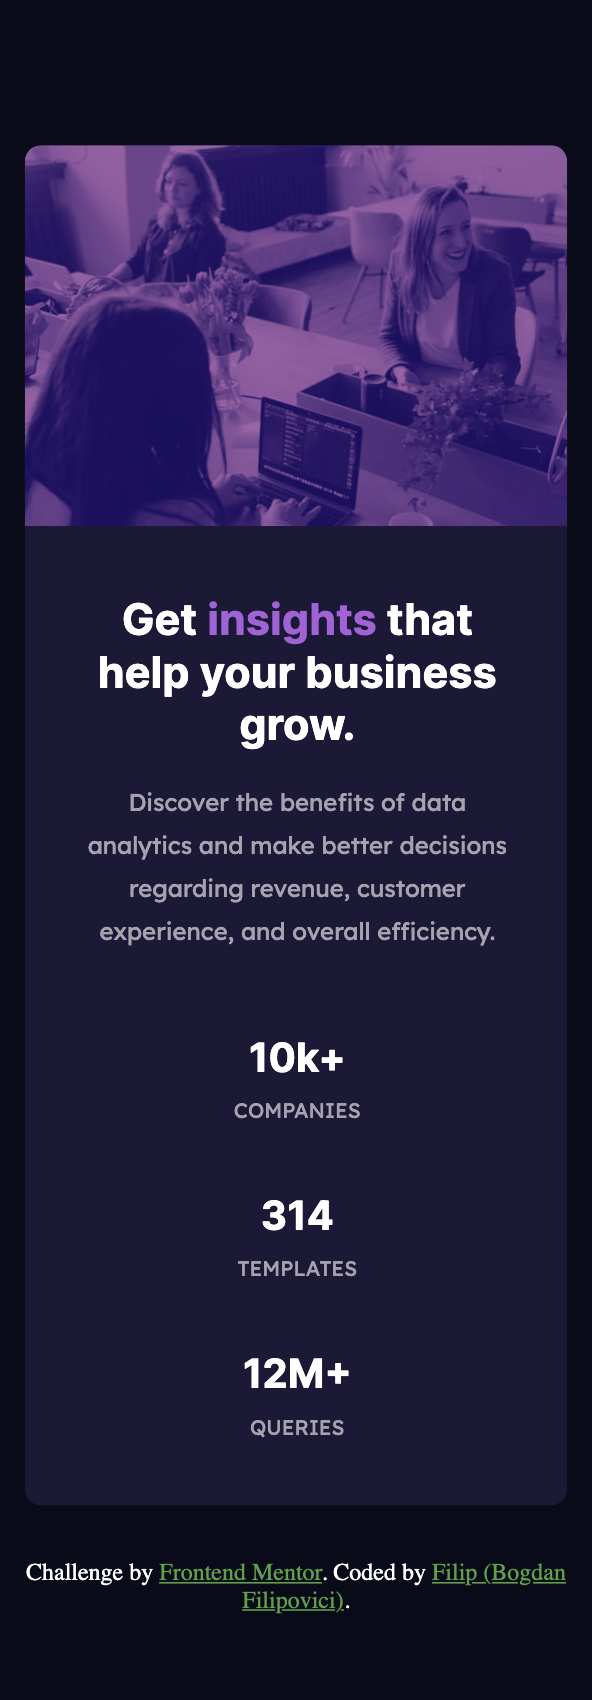 Get insights that
help your business
grow.
Discover the benefits of data
analytics and make better decisions
regarding revenue, customer
experience, and overall efficiency.
10k+
COMPANIES
314
TEMPLATES
12M+
QUERIES
Challenge by Frontend Mentor. Coded by Filip (Bogdan
Filipovici).